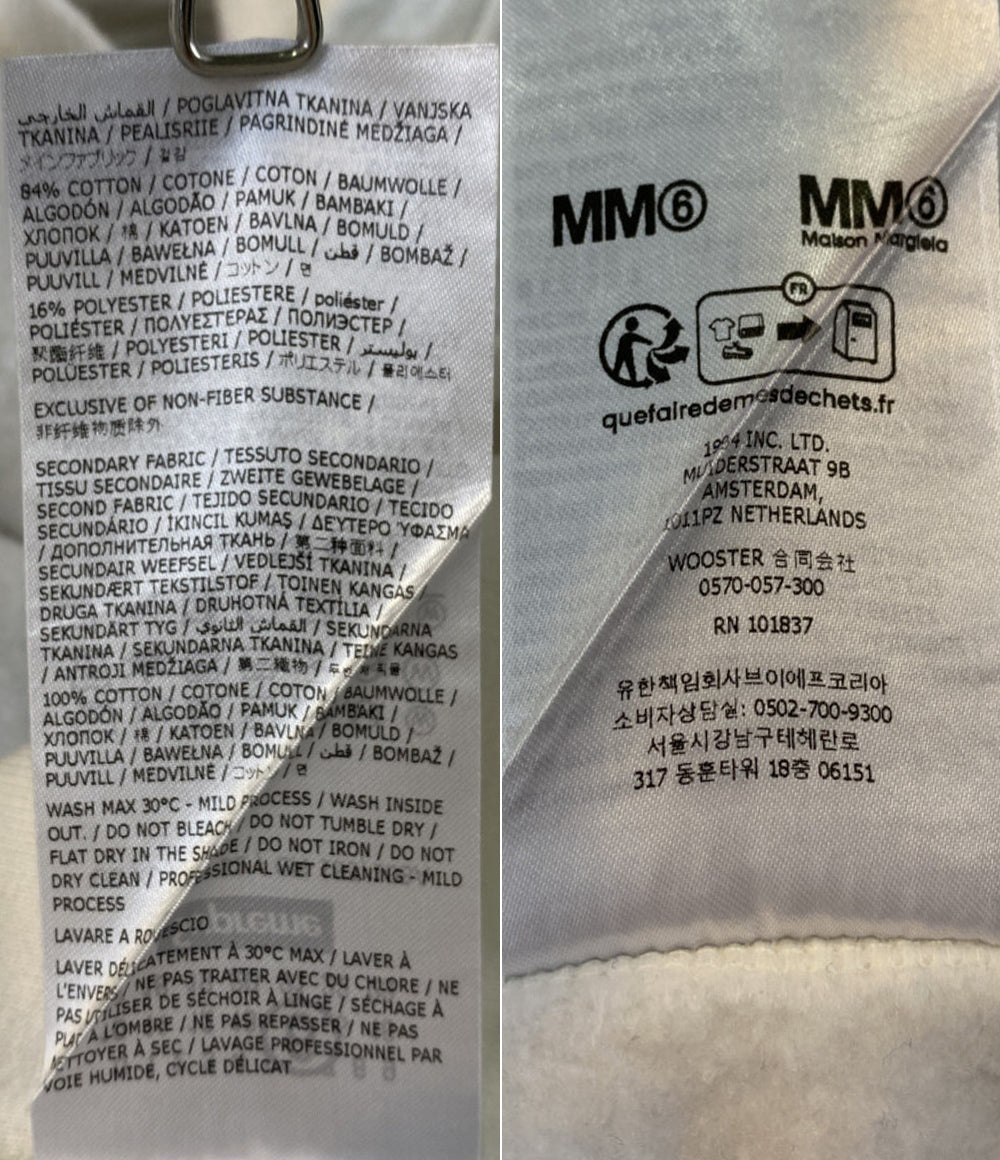 القماش الخارجي / POGLAVITNA TKANINA / VANJSKA
TKANINA / PEALISRIIE / PAGRINDINĖ MEDŽIAGA /
メインファブリック / 겉감
84% COTTON / COTONE / COTON / BAUMWOLLE /
ALGODÓN / ALGODÃO / PAMUK / BAMBAKI /
ХЛОПОК / 棉 / KATOEN / BAVLNA / BOMULD /
PUUVILLA / BAWEŁNA / BOMULL / قطن / BOMBAŽ /
PUUVILL / MEDVILNĖ / コットン / 면
16% POLYESTER / POLIESTERE / poliéster /
POLIÉSTER / ΠΟΛΥΕΣΤΕΡΑΣ / ПОЛИЭСТЕР /
聚酯纤维 / POLYESTERI / POLIESTER / بوليستر /
POLÜESTER / POLIESTERIS / ポリエステル / 폴리에스터
EXCLUSIVE OF NON-FIBER SUBSTANCE /
非纤维物质除外
SECONDARY FABRIC / TESSUTO SECONDARIO /
TISSU SECONDAIRE / ZWEITE GEWEBELAGE /
SECOND FABRIC / TEJIDO SECUNDARIO / TECIDO
SECUNDÁRIO / İKINCIL KUMAŞ / ΔΕΥΤΕΡΟ ΎΦΑΣΜΑ
/ ДОПОЛНИТЕЛЬНАЯ ТКАНЬ / 第二种面料 /
SECUNDAIR WEEFSEL / VEDLEJŠÍ TKANINA /
SEKUNDÆRT TEKSTILSTOF / TOINEN KANGAS /
DRUGA TKANINA / DRUHOTNÁ TEXTÍLIA /
SEKUNDÄRT TYG / القماش الثانوي / SEKUNDARNA
TKANINA / SEKUNDARNA TKANINA / TEINE KANGAS
/ ANTROJI MEDŽIAGA / 第二織物 / 두번째 직물
100% COTTON / COTONE / COTON / BAUMWOLLE /
ALGODÓN / ALGODÃO / PAMUK / BAMBAKI /
ХЛОПОК / 棉 / KATOEN / BAVLNA / BOMULD /
PUUVILLA / BAWEŁNA / BOMULL / قطن / BOMBAŽ /
PUUVILL / MEDVILNĖ / コットン / 면
WASH MAX 30°C - MILD PROCESS / WASH INSIDE
OUT. / DO NOT BLEACH / DO NOT TUMBLE DRY /
FLAT DRY IN THE SHADE / DO NOT IRON / DO NOT
DRY CLEAN / PROFESSIONAL WET CLEANING - MILD
PROCESS
LAVARE A ROVESCIO
LAVER DÉLICATEMENT À 30°C MAX / LAVER À
L'ENVERS / NE PAS TRAITER AVEC DU CHLORE / NE
PAS UTILISER DE SÉCHOIR À LINGE / SÉCHAGE À
PLAT À L'OMBRE / NE PAS REPASSER / NE PAS
NETTOYER À SEC / LAVAGE PROFESSIONNEL PAR
VOIE HUMIDE, CYCLE DÉLICAT
MM⑥ MM⑥
Maison Margiela
FR
quefairedemesdechets.fr
1994 INC. LTD.
MUIDERSTRAAT 9B
AMSTERDAM,
1011PZ NETHERLANDS
WOOSTER 合同会社
0570-057-300
RN 101837
유한책임회사브이에프코리아
소비자상담실: 0502-700-9300
서울시강남구테헤란로
317 동훈타워 18층 06151